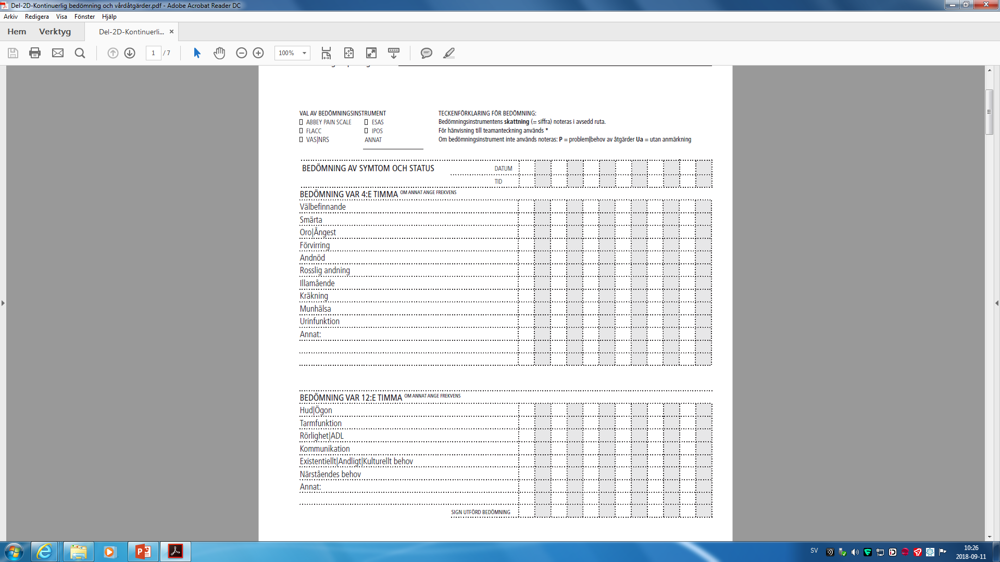 Del-2D-Kontinuerlig bedömning och vårdåtgärder.pdf - Adobe Acrobat Reader DC
Arkiv Redigera Visa Fönster Hjälp
Hem Verktyg Del-2D-Kontinuerli... ×
1 / 7 100%
VAL AV BEDÖMNINGSINSTRUMENT
ABBEY PAIN SCALE ESAS
FLACC IPOS
VAS|NRS ANNAT
TECKENFÖRKLARING FÖR BEDÖMNING:
Bedömningsinstrumentens skattning (= siffra) noteras i avsedd ruta.
För hänvisning till teamanteckning används *
Om bedömningsinstrument inte används noteras: P = problem|behov av åtgärder Ua = utan anmärkning
BEDÖMNING AV SYMTOM OCH STATUS DATUM
TID
BEDÖMNING VAR 4:E TIMMA OM ANNAT ANGE FREKVENS
Välbefinnande
Smärta
Oro|Ångest
Förvirring
Andnöd
Rosslig andning
Illamående
Kräkning
Munhälsa
Urinfunktion
Annat:
BEDÖMNING VAR 12:E TIMMA OM ANNAT ANGE FREKVENS
Hud|Ögon
Tarmfunktion
Rörlighet|ADL
Kommunikation
Existentiellt|Andligt|Kulturellt behov
Närståendes behov
Annat:
SIGN UTFÖRD BEDÖMNING
SV 10:26
2018-09-11